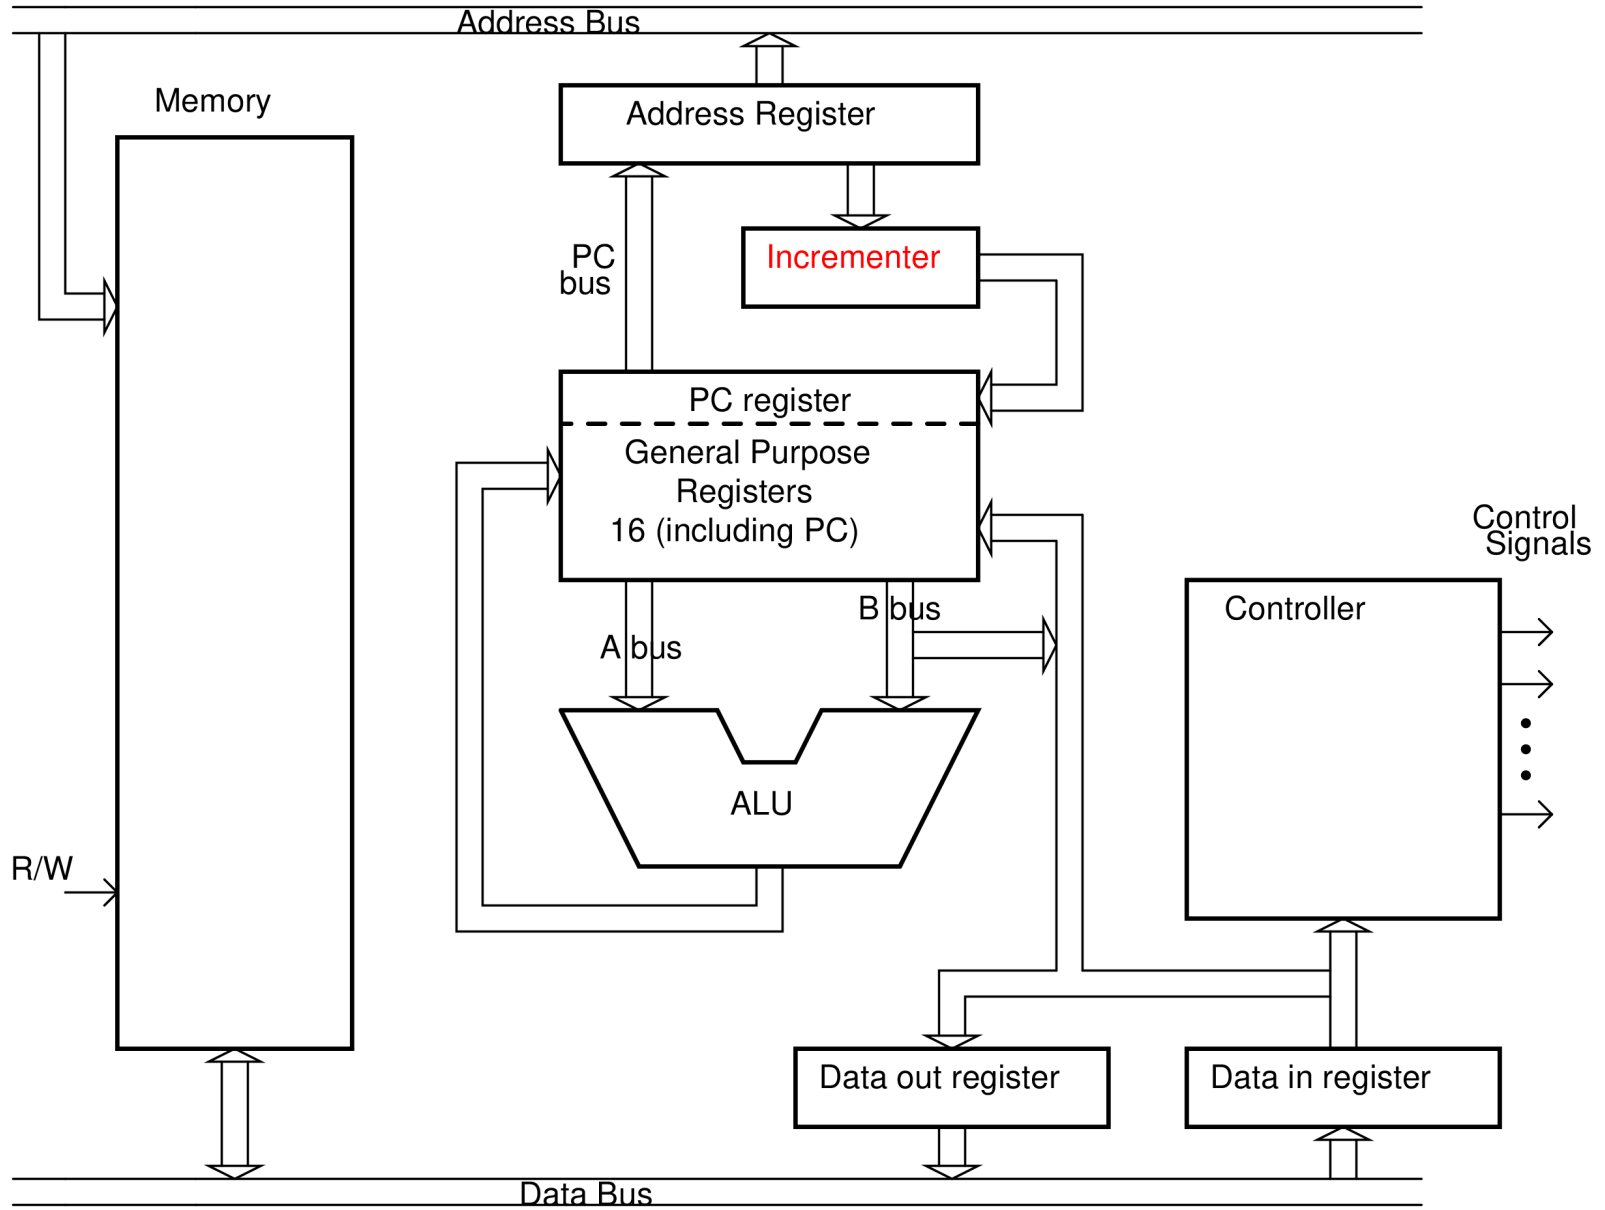 Address Bus
Memory
Address Register
PC
bus
Incrementer
PC register
General Purpose
Registers
16 (including PC)
Control
Signals
B bus
Controller
A bus
ALU
R/W
Data out register
Data in register
Data Bus